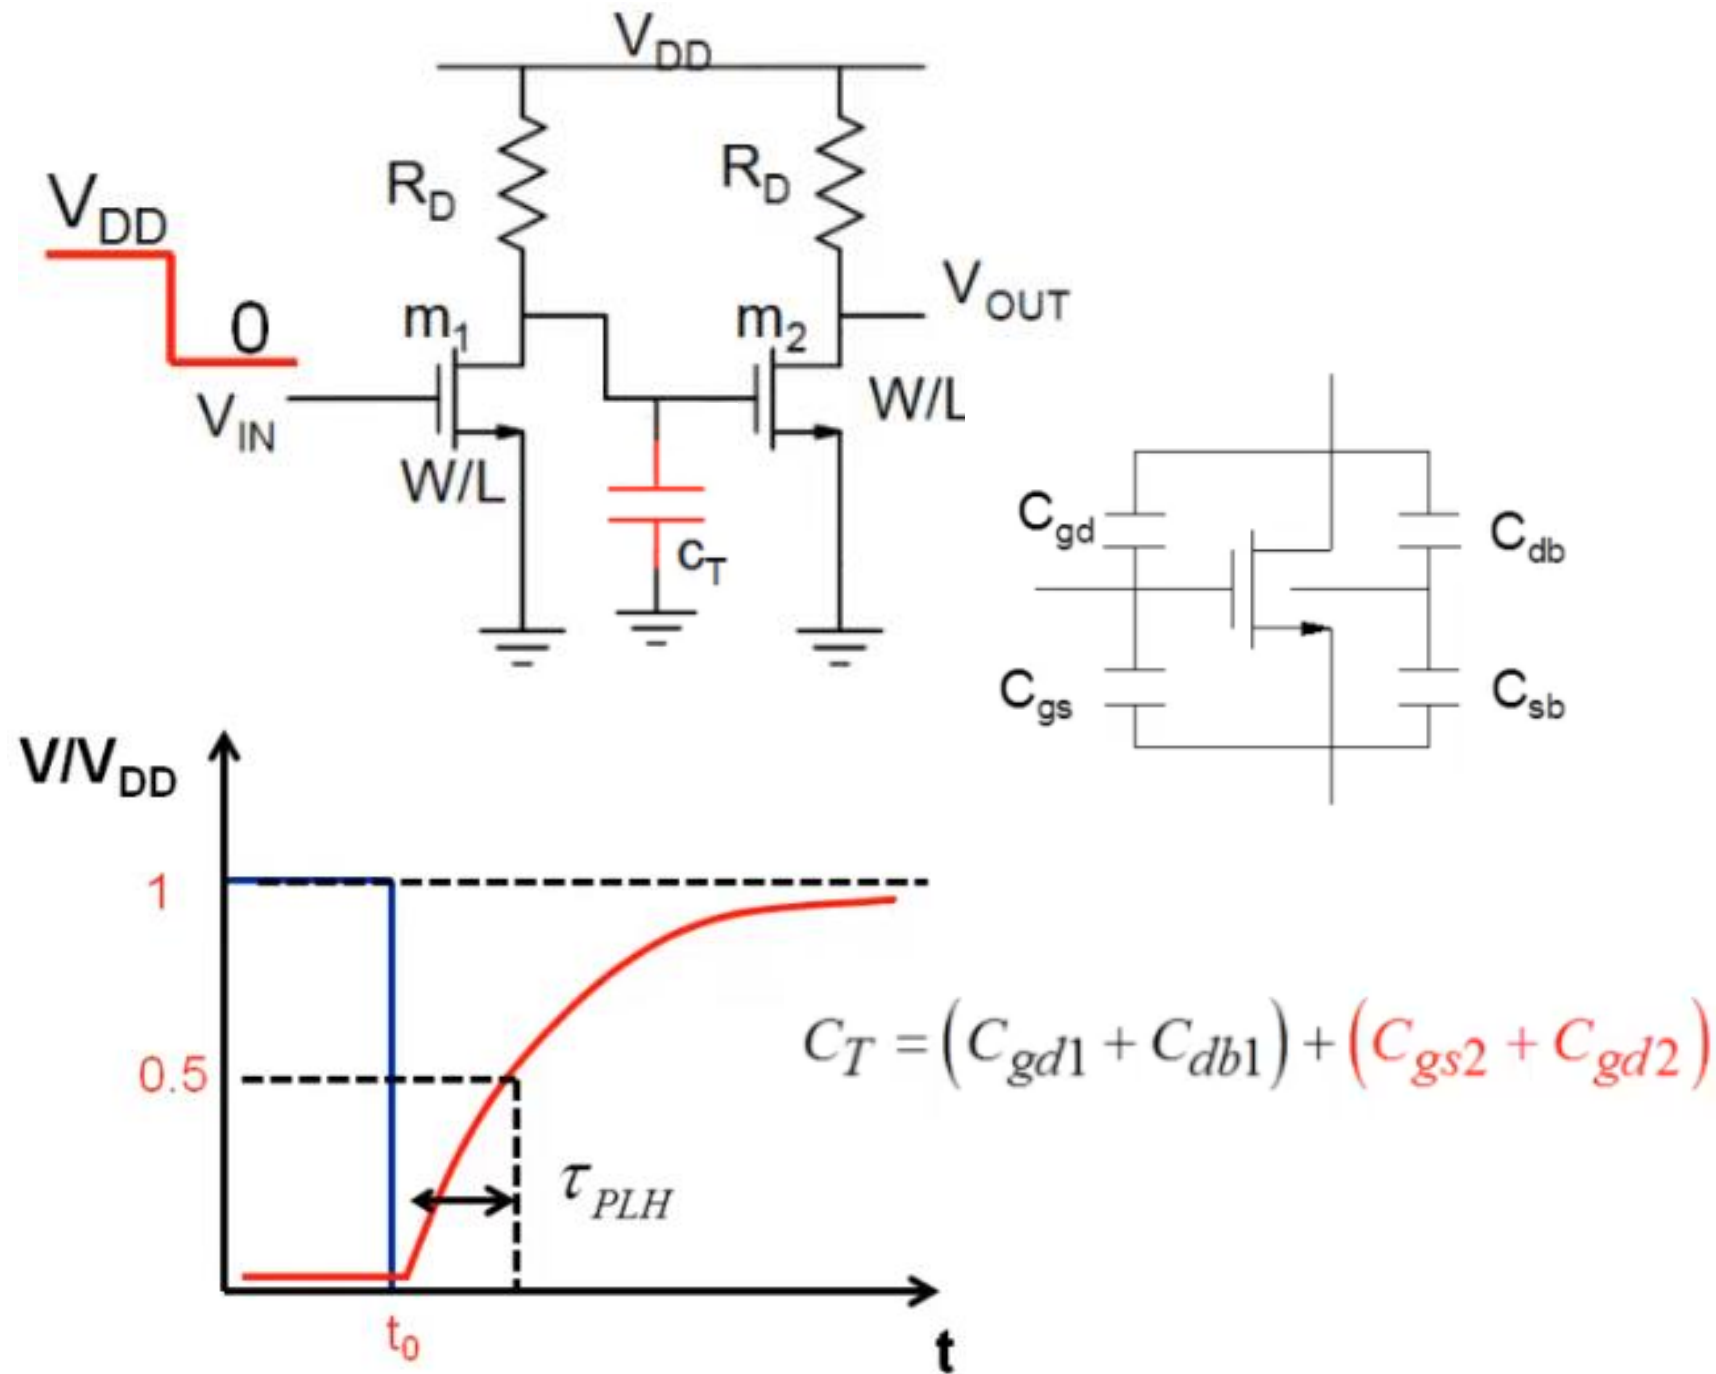 V_DD
R_D
R_D
V_DD
0
V_IN
m_1
W/L
m_2
V_OUT
W/L
c_T
C_gd
C_db
C_gs
C_sb
V/V_DD
1
0.5
τ_PLH
t_0
t
C_T = (C_gd1 + C_db1) + (C_gs2 + C_gd2)